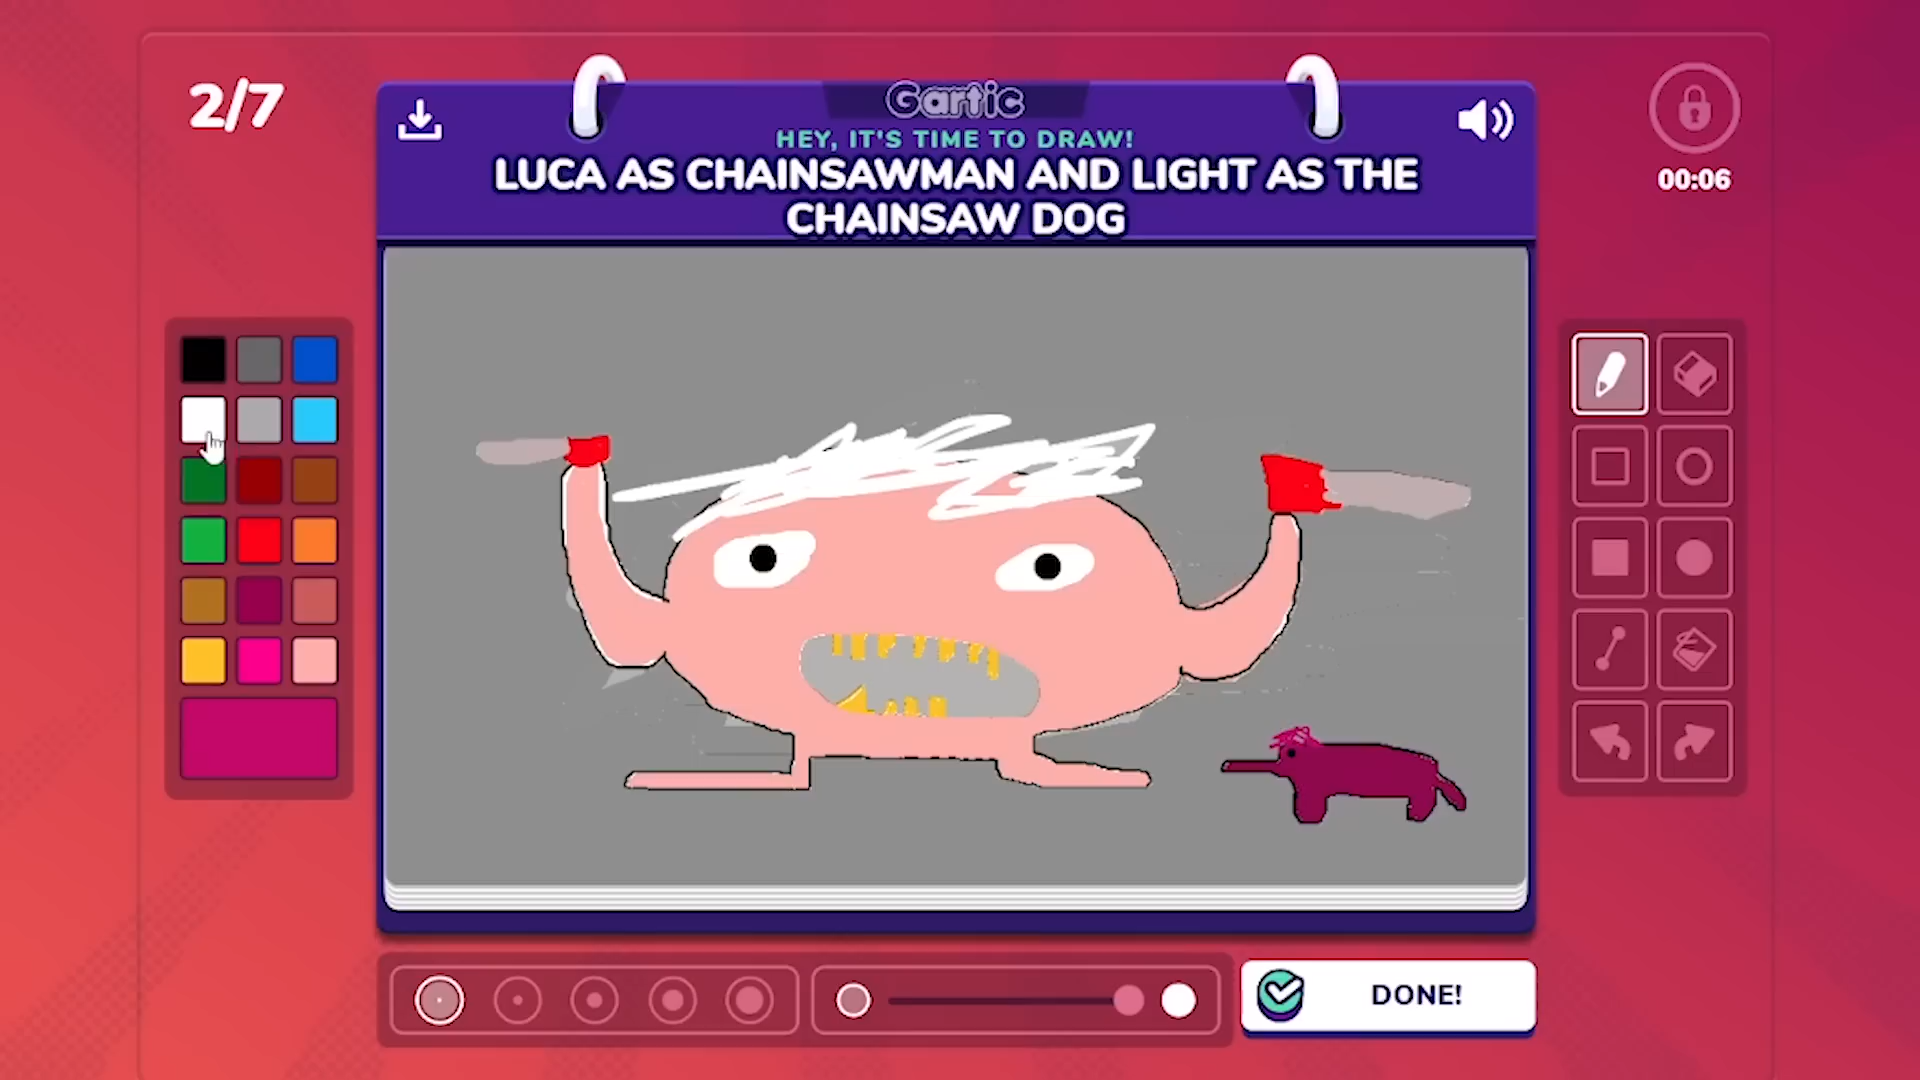 2/7
Gartic
HEY, IT'S TIME TO DRAW!
LUCA AS CHAINSAWMAN AND LIGHT AS THE
CHAINSAW DOG
00:06
DONE!